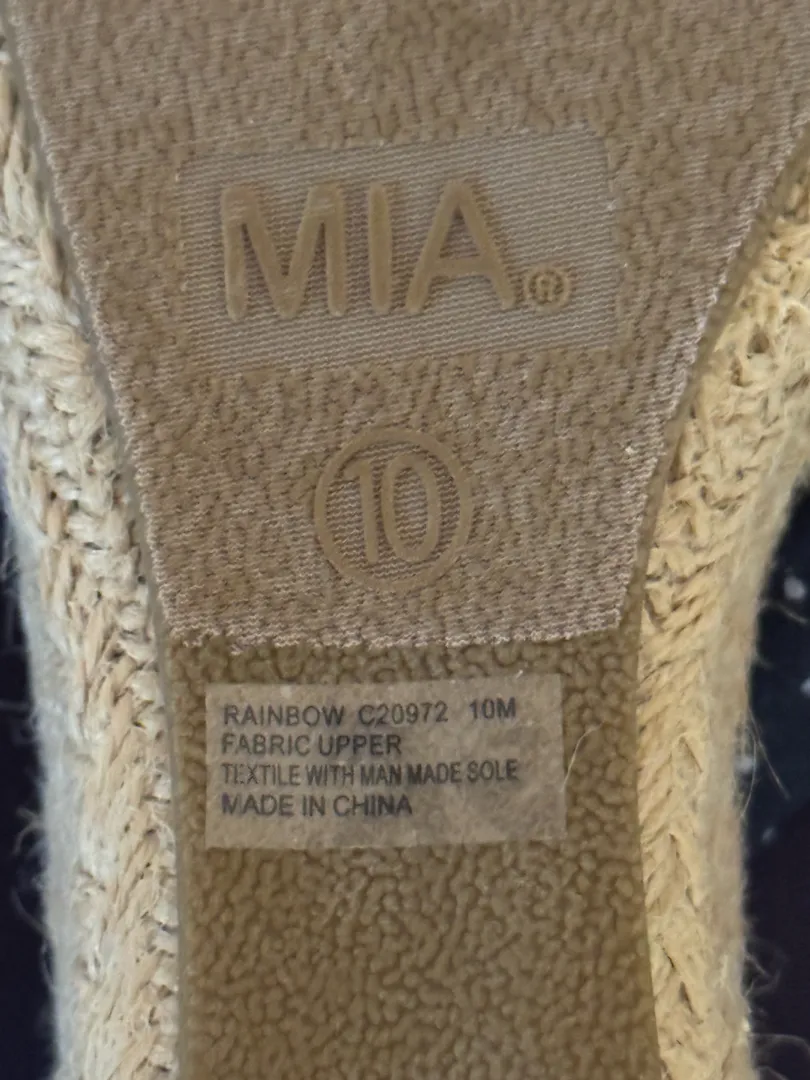 MIA®
10
RAINBOW C20972 10M
FABRIC UPPER
TEXTILE WITH MAN MADE SOLE
MADE IN CHINA